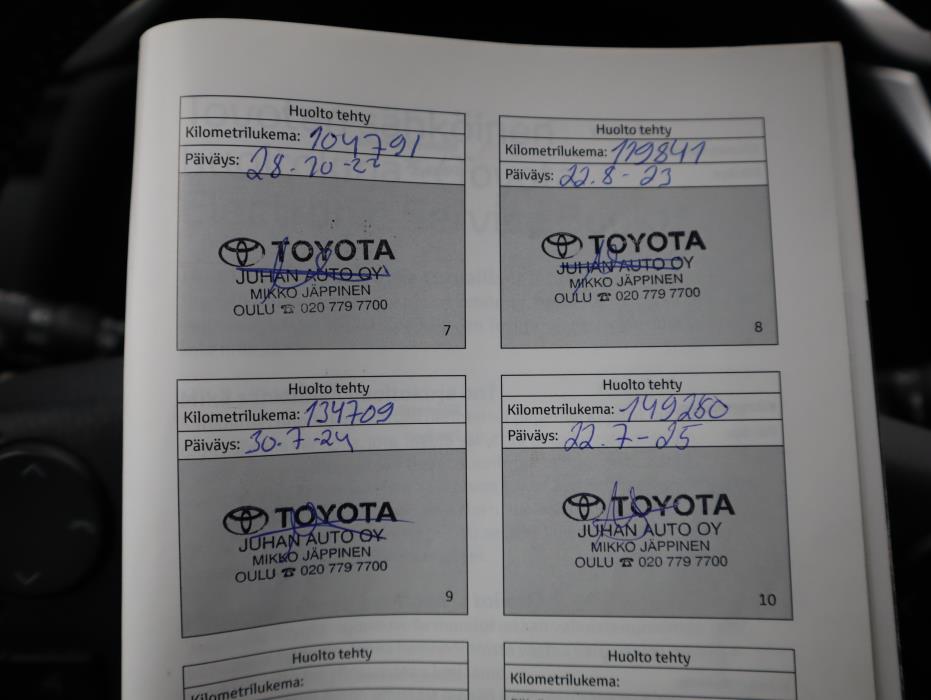 Huolto tehty
Kilometrilukema: 104791
Päiväys: 28.10-22
TOYOTA
JUHAN AUTO OY
MIKKO JÄPPINEN
OULU ☎ 020 779 7700
7
Huolto tehty
Kilometrilukema: 119841
Päiväys: 22.8-23
TOYOTA
JUHAN AUTO OY
MIKKO JÄPPINEN
OULU ☎ 020 779 7700
8
Huolto tehty
Kilometrilukema: 134709
Päiväys: 30.7-24
TOYOTA
JUHAN AUTO OY
MIKKO JÄPPINEN
OULU ☎ 020 779 7700
9
Huolto tehty
Kilometrilukema: 149280
Päiväys: 22.7-25
TOYOTA
JUHAN AUTO OY
MIKKO JÄPPINEN
OULU ☎ 020 779 7700
10
Huolto tehty
Kilometrilukema:
Huolto tehty
Kilometrilukema: